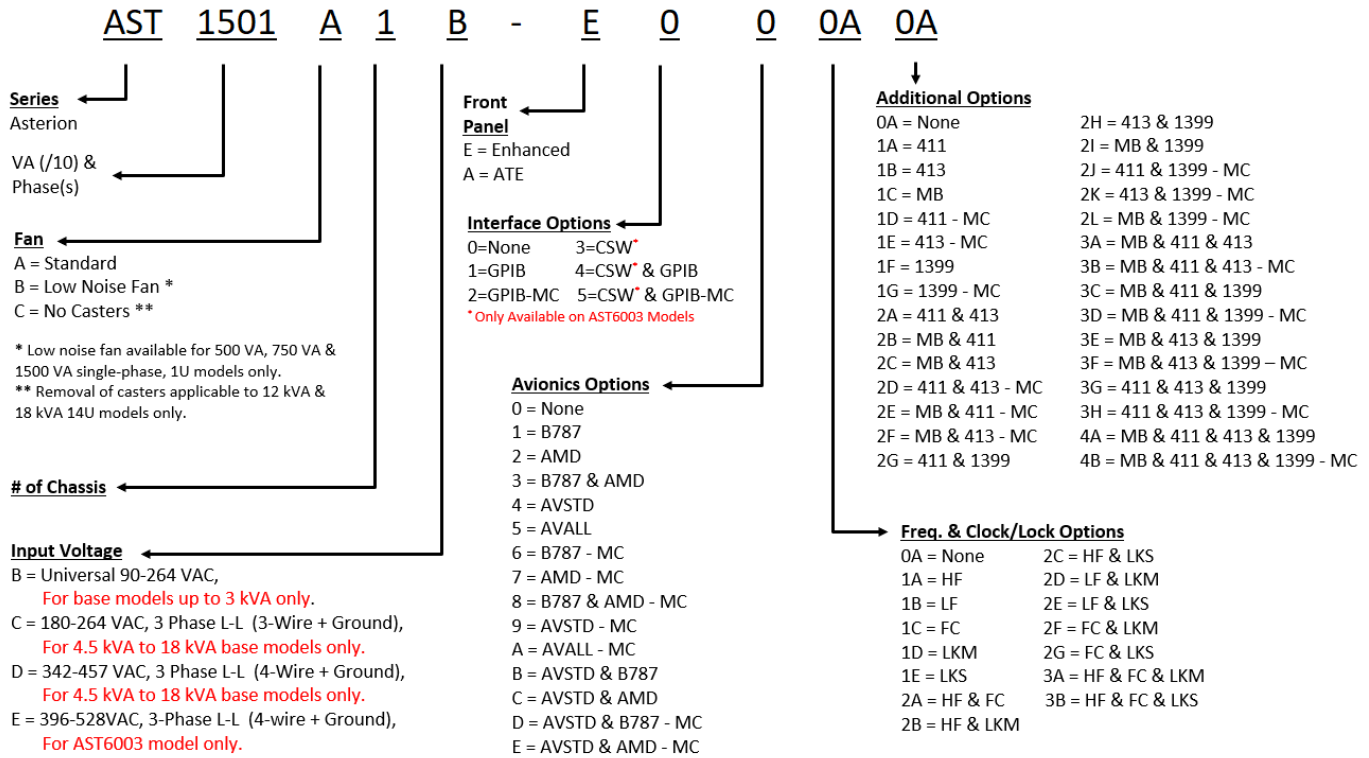 AST 1501 A 1 B - E 0 0 0A 0A
Series
Asterion
VA (/10) &
Phase(s)
Fan
A = Standard
B = Low Noise Fan *
C = No Casters **
* Low noise fan available for 500 VA, 750 VA &
1500 VA single-phase, 1U models only.
** Removal of casters applicable to 12 kVA &
18 kVA 14U models only.
# of Chassis
Input Voltage
B = Universal 90-264 VAC,
For base models up to 3 kVA only.
C = 180-264 VAC, 3 Phase L-L (3-Wire + Ground),
For 4.5 kVA to 18 kVA base models only.
D = 342-457 VAC, 3 Phase L-L (4-Wire + Ground),
For 4.5 kVA to 18 kVA base models only.
E = 396-528VAC, 3-Phase L-L (4-wire + Ground),
For AST6003 model only.
Front
Panel
E = Enhanced
A = ATE
Interface Options
0=None 3=CSW*
1=GPIB 4=CSW* & GPIB
2=GPIB-MC 5=CSW* & GPIB-MC
* Only Available on AST6003 Models
Avionics Options
0 = None
1 = B787
2 = AMD
3 = B787 & AMD
4 = AVSTD
5 = AVALL
6 = B787 - MC
7 = AMD - MC
8 = B787 & AMD - MC
9 = AVSTD - MC
A = AVALL - MC
B = AVSTD & B787
C = AVSTD & AMD
D = AVSTD & B787 - MC
E = AVSTD & AMD - MC
Additional Options
0A = None
1A = 411
1B = 413
1C = MB
1D = 411 - MC
1E = 413 - MC
1F = 1399
1G = 1399 - MC
2A = 411 & 413
2B = MB & 411
2C = MB & 413
2D = 411 & 413 - MC
2E = MB & 411 - MC
2F = MB & 413 - MC
2G = 411 & 1399
2H = 413 & 1399
2I = MB & 1399
2J = 411 & 1399 - MC
2K = 413 & 1399 - MC
2L = MB & 1399 - MC
3A = MB & 411 & 413
3B = MB & 411 & 413 - MC
3C = MB & 411 & 1399
3D = MB & 411 & 1399 - MC
3E = MB & 413 & 1399
3F = MB & 413 & 1399 – MC
3G = 411 & 413 & 1399
3H = 411 & 413 & 1399 - MC
4A = MB & 411 & 413 & 1399
4B = MB & 411 & 413 & 1399 - MC
Freq. & Clock/Lock Options
0A = None
1A = HF
1B = LF
1C = FC
1D = LKM
1E = LKS
2A = HF & FC
2B = HF & LKM
2C = HF & LKS
2D = LF & LKM
2E = LF & LKS
2F = FC & LKM
2G = FC & LKS
3A = HF & FC & LKM
3B = HF & FC & LKS